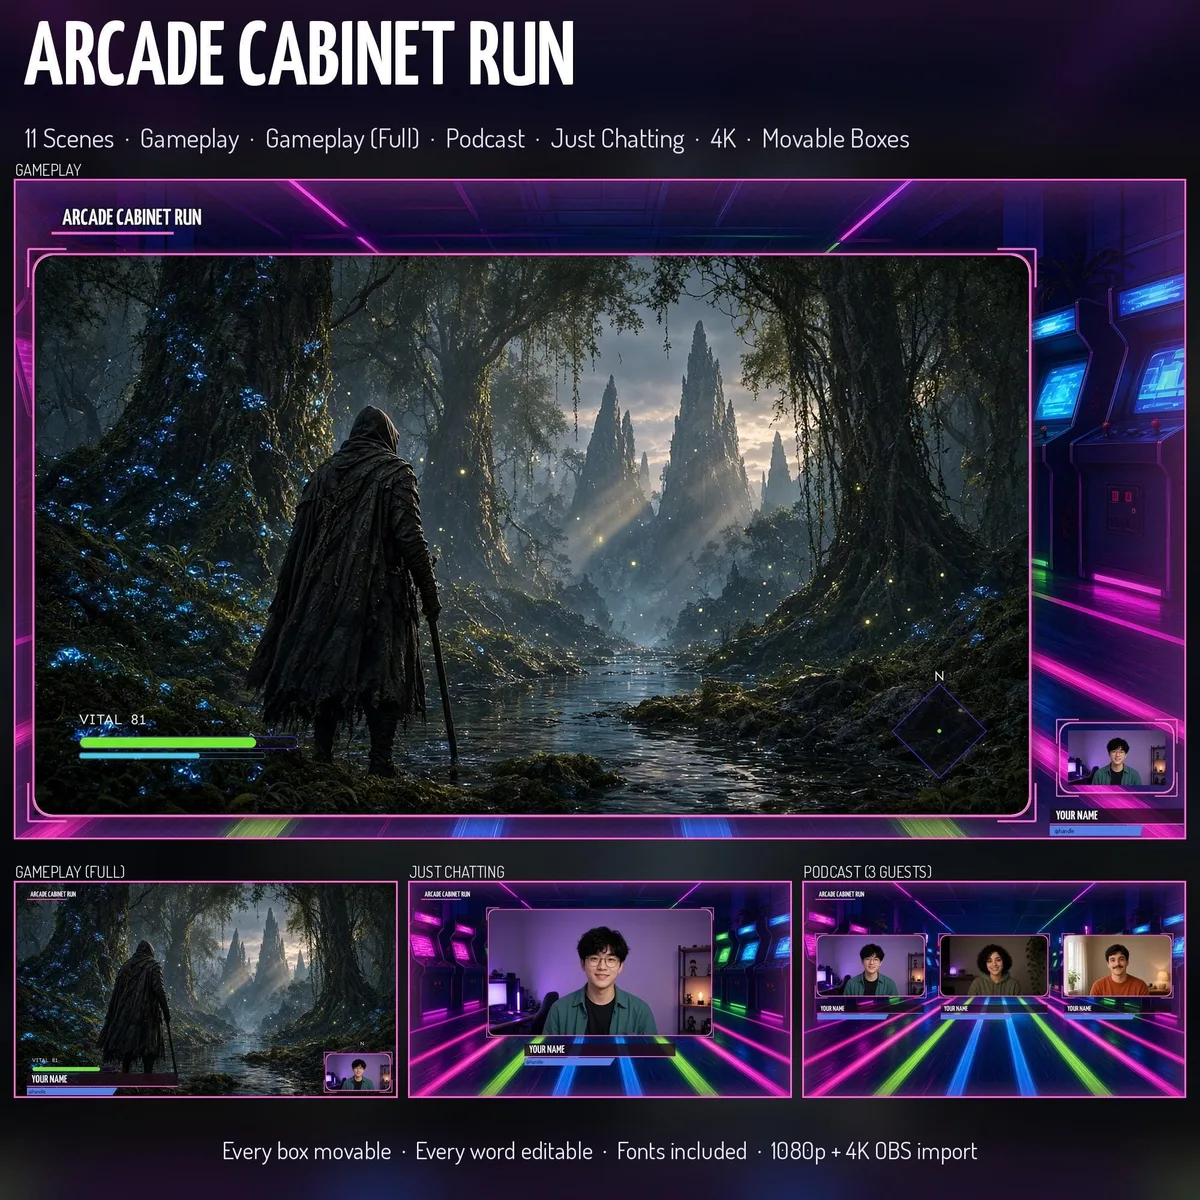 ARCADE CABINET RUN
11 Scenes · Gameplay · Gameplay (Full) · Podcast · Just Chatting · 4K · Movable Boxes
GAMEPLAY
ARCADE CABINET RUN
N
VITAL 81
YOUR NAME
@handle
GAMEPLAY (FULL)
JUST CHATTING
PODCAST (3 GUESTS)
ARCADE CABINET RUN
ARCADE CABINET RUN
ARCADE CABINET RUN
YOUR NAME
YOUR NAME
YOUR NAME
N
YOUR NAME
VITAL 81
@handle
YOUR NAME
@handle
Every box movable · Every word editable · Fonts included · 1080p + 4K OBS import